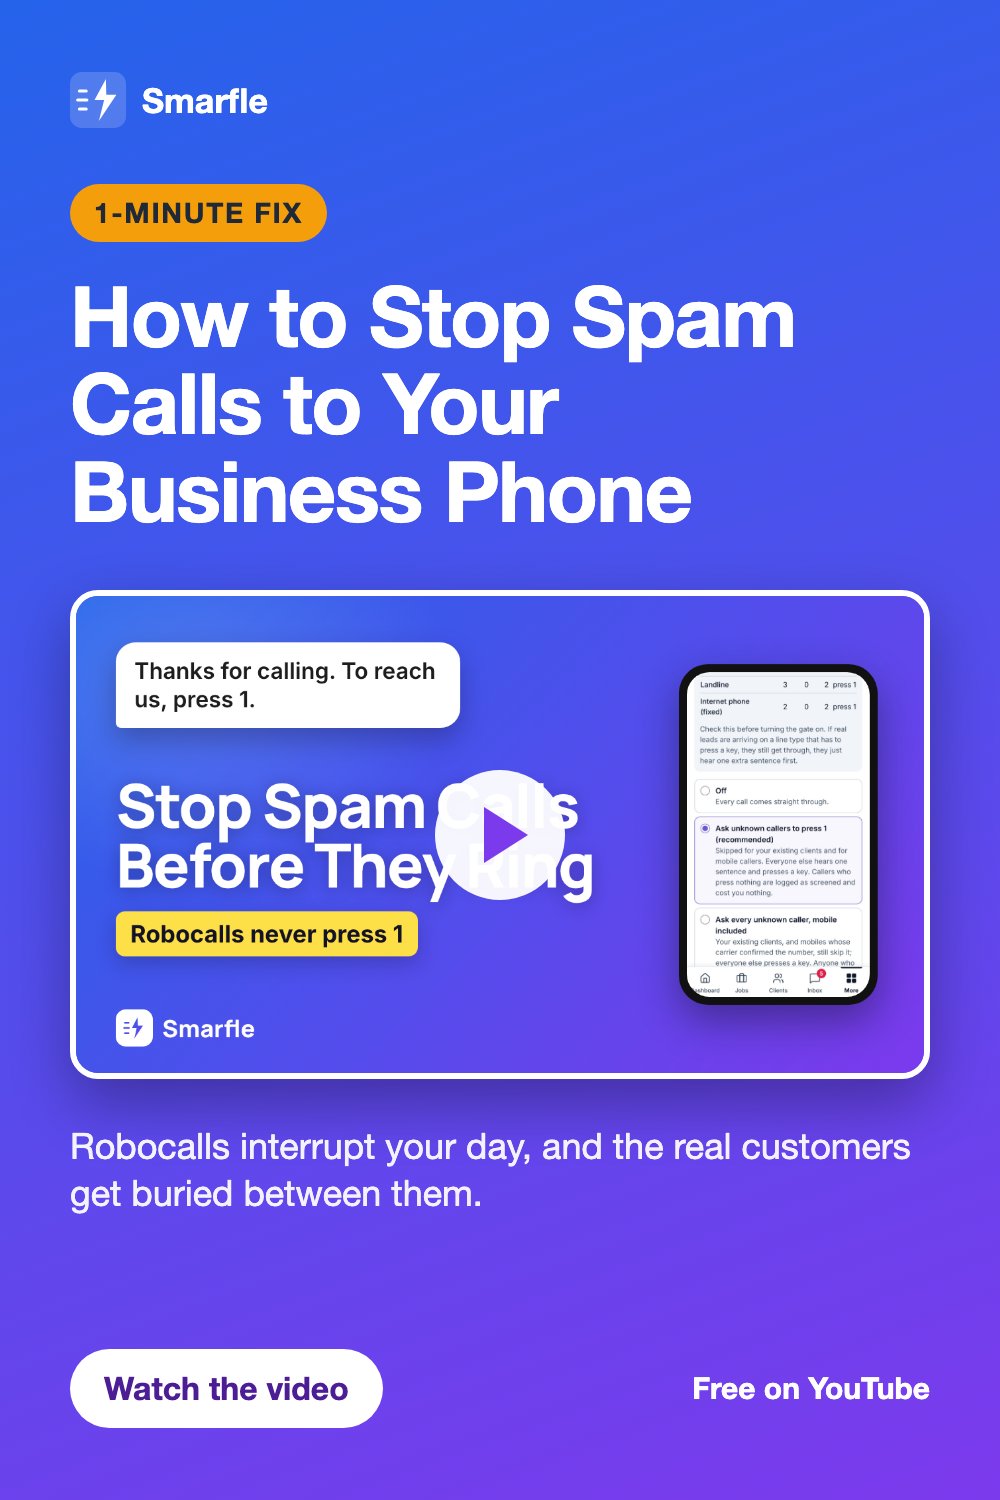 Smarfle
1-MINUTE FIX
How to Stop Spam
Calls to Your
Business Phone
Thanks for calling. To reach
us, press 1.
Stop Spam Calls
Before They Ring
Robocalls never press 1
Smarfle
Landline 3 0 2 press 1
Internet phone
(fixed) 2 0 2 press 1
Check this before turning the gate on. If real
leads are arriving on a line type that has to
press a key, they still get through, they just
hear one extra sentence first.
Off
Every call comes straight through.
Ask unknown callers to press 1
(recommended)
Skipped for your existing clients and for
mobile callers. Everyone else hears one
sentence and presses a key. Callers who
press nothing are logged as screened and
cost you nothing.
Ask every unknown caller, mobile
included
Your existing clients, and mobiles whose
carrier confirmed the number, still skip it;
everyone else presses a key. Anyone who
Jobs Clients Inbox More
Robocalls interrupt your day, and the real customers
get buried between them.
Watch the video
Free on YouTube